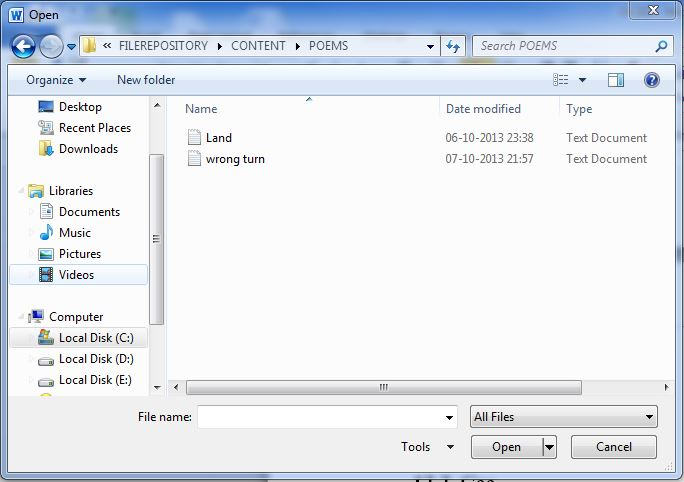 Open
« FILEREPOSITORY CONTENT POEMS Search POEMS
Organize New folder
Desktop
Recent Places
Downloads
Libraries
Documents
Music
Pictures
Videos
Computer
Local Disk (C:)
Local Disk (D:)
Local Disk (E:)
Name Date modified Type
Land 06-10-2013 23:38 Text Document
wrong turn 07-10-2013 21:57 Text Document
File name: All Files
Tools Open Cancel